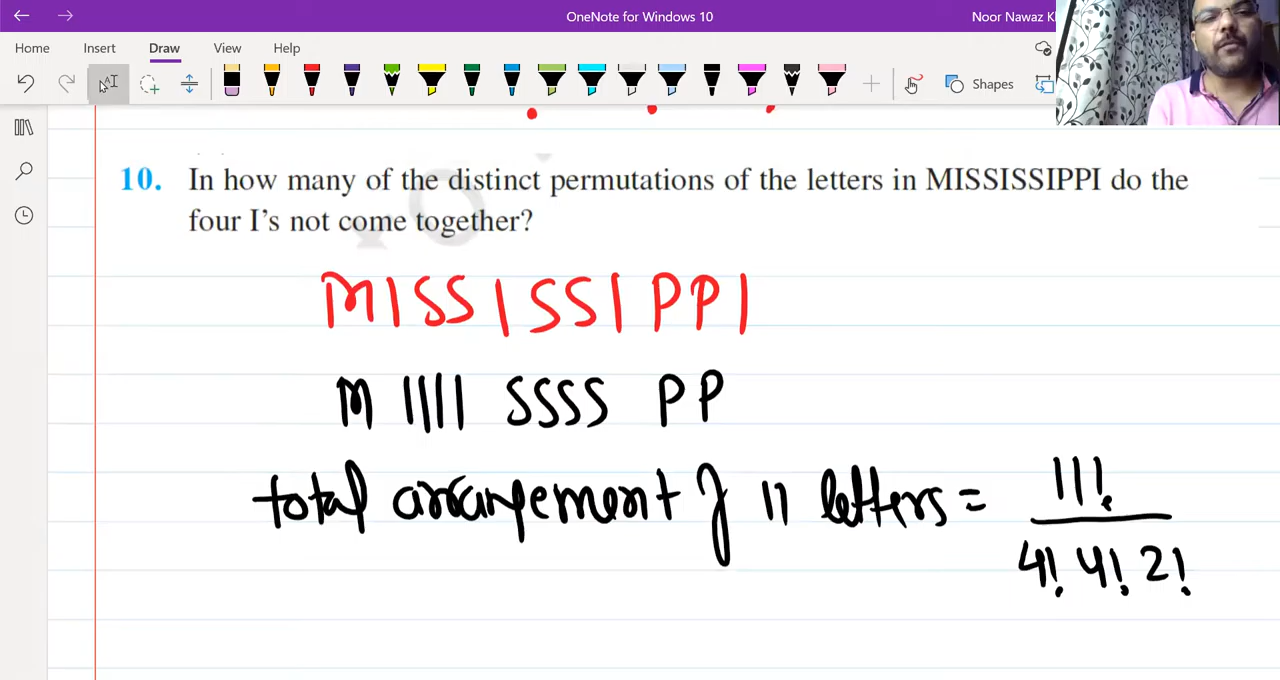 OneNote for Windows 10
Noor Nawaz Kh
Home Insert Draw View Help
Shapes
10. In how many of the distinct permutations of the letters in MISSISSIPPI do the
four I's not come together?
MISSISSIPPI
M IIII SSSS PP
total arrangement of 11 letters = 11!
4! 4! 2!